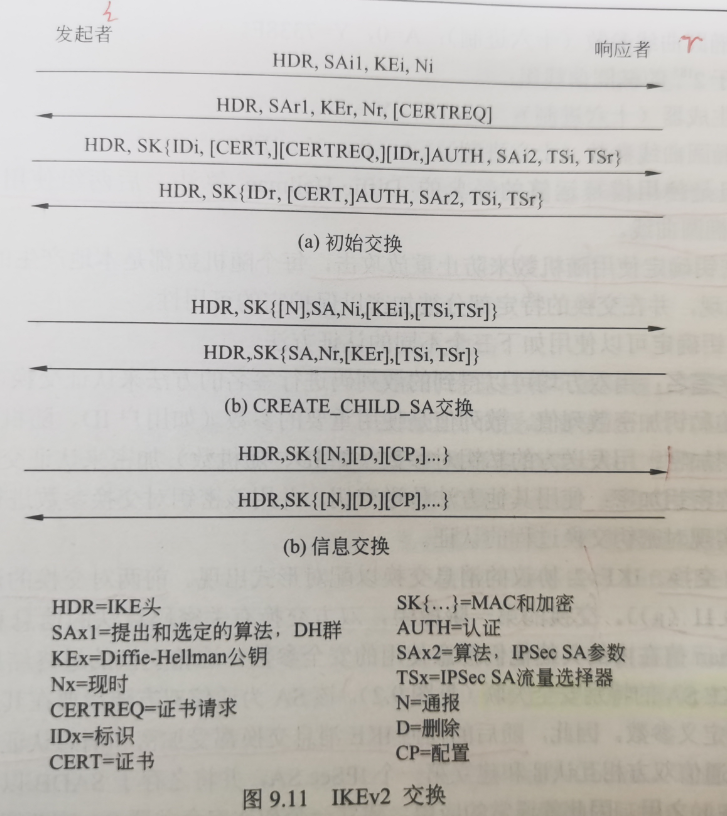 i
r
发起者
响应者
HDR, SAi1, KEi, Ni
HDR, SAr1, KEr, Nr, [CERTREQ]
HDR, SK{IDi, [CERT,][CERTREQ,][IDr,]AUTH, SAi2, TSi, TSr}
HDR, SK{IDr, [CERT,]AUTH, SAr2, TSi, TSr}
(a) 初始交换
HDR, SK{[N],SA,Ni,[KEi],[TSi,TSr]}
HDR,SK{SA,Nr,[KEr],[TSi,TSr]}
(b) CREATE_CHILD_SA交换
HDR,SK{[N,][D,][CP,]...}
HDR,SK{[N,][D,][CP],...}
(b) 信息交换
HDR=IKE头
SAx1=提出和选定的算法，DH群
KEx=Diffie-Hellman公钥
Nx=现时
CERTREQ=证书请求
IDx=标识
CERT=证书
SK{…}=MAC和加密
AUTH=认证
SAx2=算法，IPSec SA参数
TSx=IPSec SA流量选择器
N=通报
D=删除
CP=配置
图 9.11 IKEv2 交换